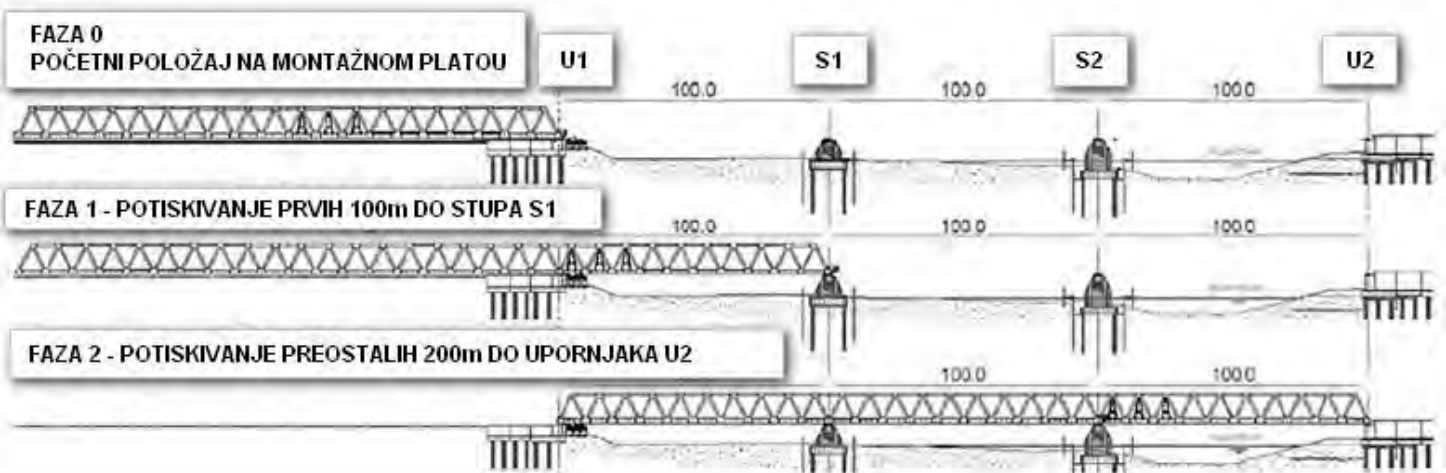 FAZA 0
POČETNI POLOŽAJ NA MONTAŽNOM PLATOU
U1
S1
S2
U2
100.0
100.0
100.0
FAZA 1 - POTISKIVANJE PRVIH 100m DO STUPA S1
100.0
100.0
100.0
FAZA 2 - POTISKIVANJE PREOSTALIH 200m DO UPORNJAKA U2
100.0
100.0